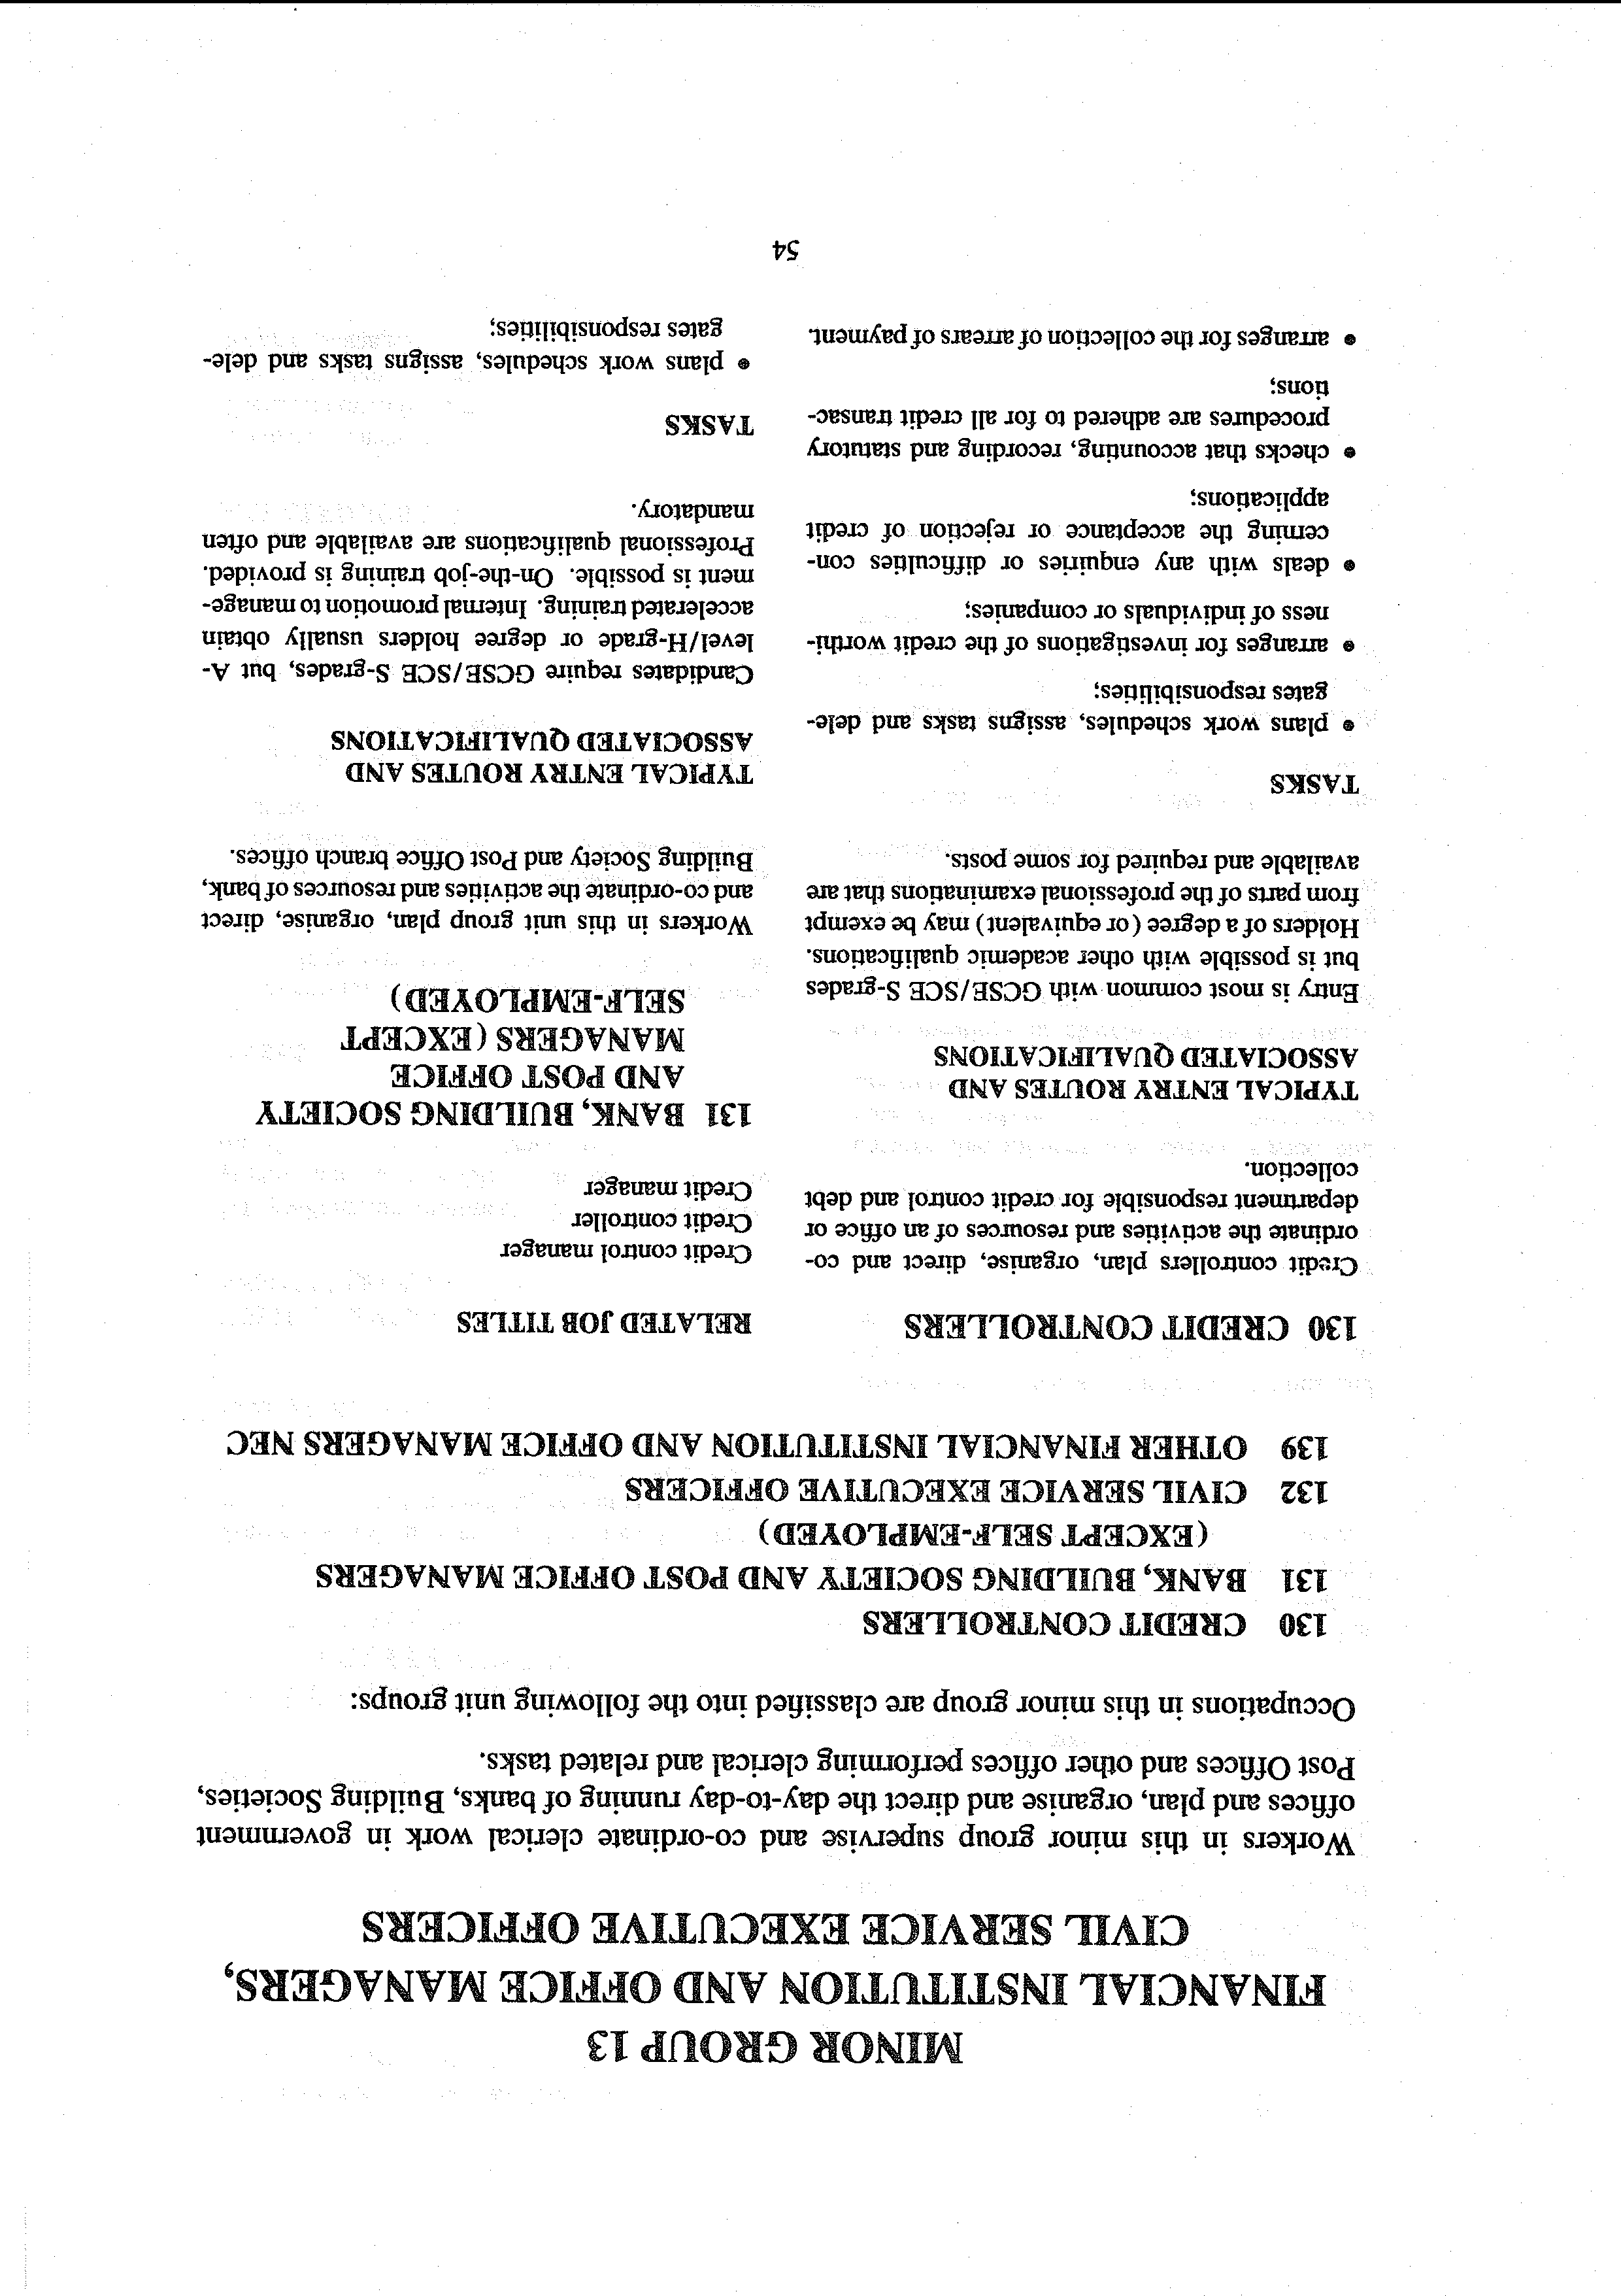 MINOR GROUP 13
FINANCIAL INSTITUTION AND OFFICE MANAGERS,
CIVIL SERVICE EXECUTIVE OFFICERS
Workers in this minor group supervise and co-ordinate clerical work in government
offices and plan, organise and direct the day-to-day running of banks, Building Societies,
Post Offices and other offices performing clerical and related tasks.
Occupations in this minor group are classified into the following unit groups:
130 CREDIT CONTROLLERS
131 BANK, BUILDING SOCIETY AND POST OFFICE MANAGERS
(EXCEPT SELF-EMPLOYED)
132 CIVIL SERVICE EXECUTIVE OFFICERS
139 OTHER FINANCIAL INSTITUTION AND OFFICE MANAGERS NEC
130 CREDIT CONTROLLERS
Credit controllers plan, organise, direct and co-
ordinate the activities and resources of an office or
department responsible for credit control and debt
collection.
TYPICAL ENTRY ROUTES AND
ASSOCIATED QUALIFICATIONS
Entry is most common with GCSE/SCE S-grades
but is possible with other academic qualifications.
Holders of a degree (or equivalent) may be exempt
from parts of the professional examinations that are
available and required for some posts.
TASKS
• plans work schedules, assigns tasks and dele-
gates responsibilities;
• arranges for investigations of the credit worthi-
ness of individuals or companies;
• deals with any enquiries or difficulties con-
cerning the acceptance or rejection of credit
applications;
• checks that accounting, recording and statutory
procedures are adhered to for all credit transac-
tions;
• arranges for the collection of arrears of payment.
RELATED JOB TITLES
Credit control manager
Credit controller
Credit manager
131 BANK, BUILDING SOCIETY
AND POST OFFICE
MANAGERS (EXCEPT
SELF-EMPLOYED)
Workers in this unit group plan, organise, direct
and co-ordinate the activities and resources of bank,
Building Society and Post Office branch offices.
TYPICAL ENTRY ROUTES AND
ASSOCIATED QUALIFICATIONS
Candidates require GCSE/SCE S-grades, but A-
level/H-grade or degree holders usually obtain
accelerated training. Internal promotion to manage-
ment is possible. On-the-job training is provided.
Professional qualifications are available and often
mandatory.
TASKS
• plans work schedules, assigns tasks and dele-
gates responsibilities;
54